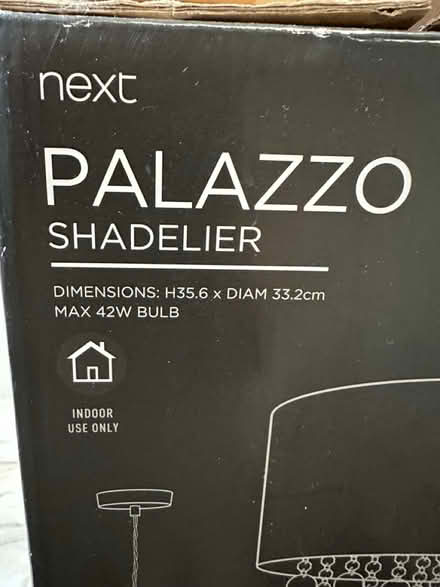 next
PALAZZO
SHADELIER
DIMENSIONS: H35.6 x DIAM 33.2cm
MAX 42W BULB
INDOOR
USE ONLY